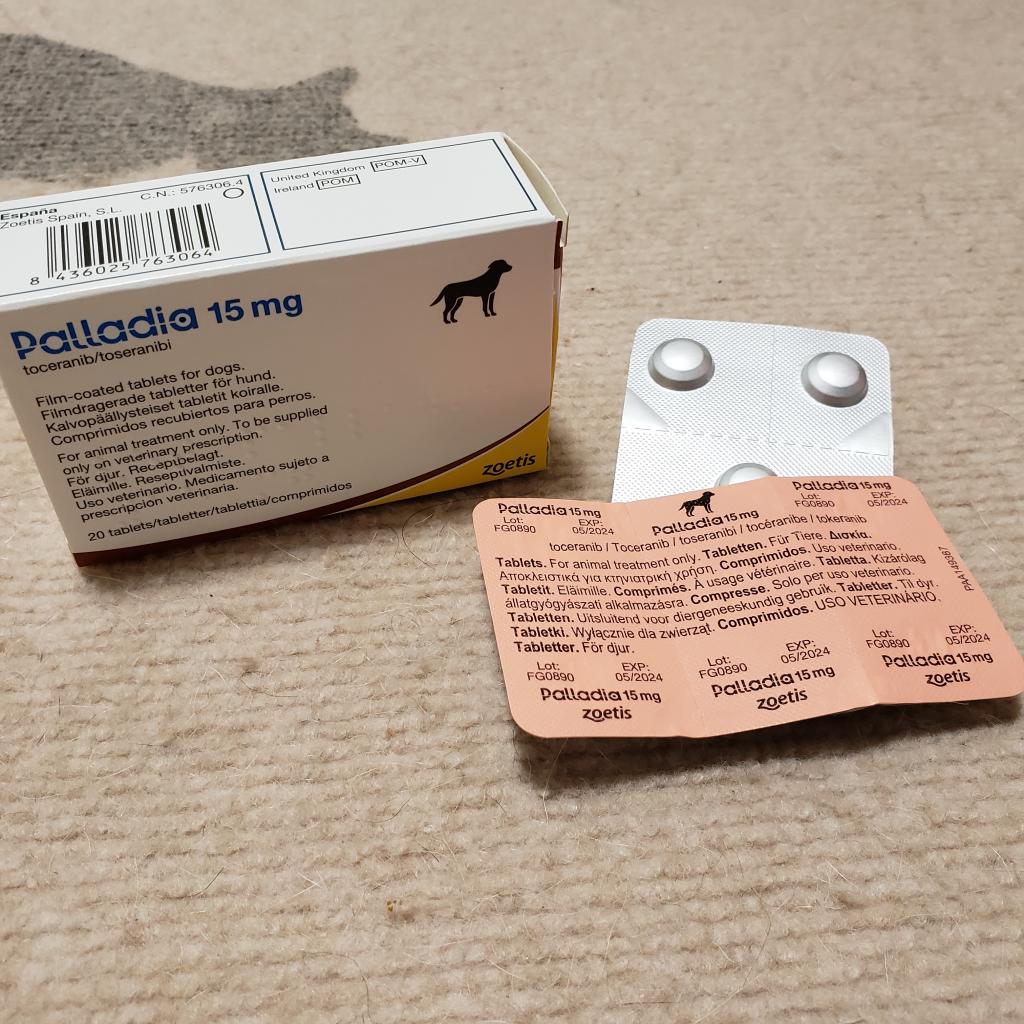 España
Zoetis Spain, S.L.
C.N.: 576306.4
8 436025 763064
United Kingdom POM-V
Ireland POM
Palladia 15 mg
toceranib/toseranibi
Film-coated tablets for dogs.
Filmdragerade tabletter för hund.
Kalvopäällysteiset tabletit koiralle.
Comprimidos recubiertos para perros.
For animal treatment only. To be supplied
only on veterinary prescription.
För djur. Receptbelagt.
Eläimille. Reseptivalmiste.
Uso veterinario. Medicamento sujeto a
prescripcion veterinaria.
20 tablets/tabletter/tablettia/comprimidos
zoetis
Palladia 15 mg
Lot: EXP:
FG0890 05/2024
Palladia 15 mg
Palladia 15 mg
Lot: EXP:
FG0890 05/2024
toceranib / Toceranib / toseranibi / tocéranibe / tokeranib
Tablets. For animal treatment only. Tabletten. Für Tiere. Δισκία.
Αποκλειστικά για κτηνιατρική χρήση. Comprimidos. Uso veterinario.
Tabletit. Eläimille. Comprimés. À usage vétérinaire. Tabletta. Kizárólag
állatgyógyászati alkalmazásra. Compresse. Solo per uso veterinario.
Tabletten. Uitsluitend voor diergeneeskundig gebruik. Tabletter. Til dyr.
Tabletki. Wyłącznie dla zwierząt. Comprimidos. USO VETERINÁRIO.
Tabletter. För djur.
Lot: EXP:
FG0890 05/2024
Palladia 15 mg
zoetis
Lot: EXP:
FG0890 05/2024
Palladia 15 mg
zoetis
Lot: EXP:
FG0890 05/2024
Palladia 15 mg
zoetis